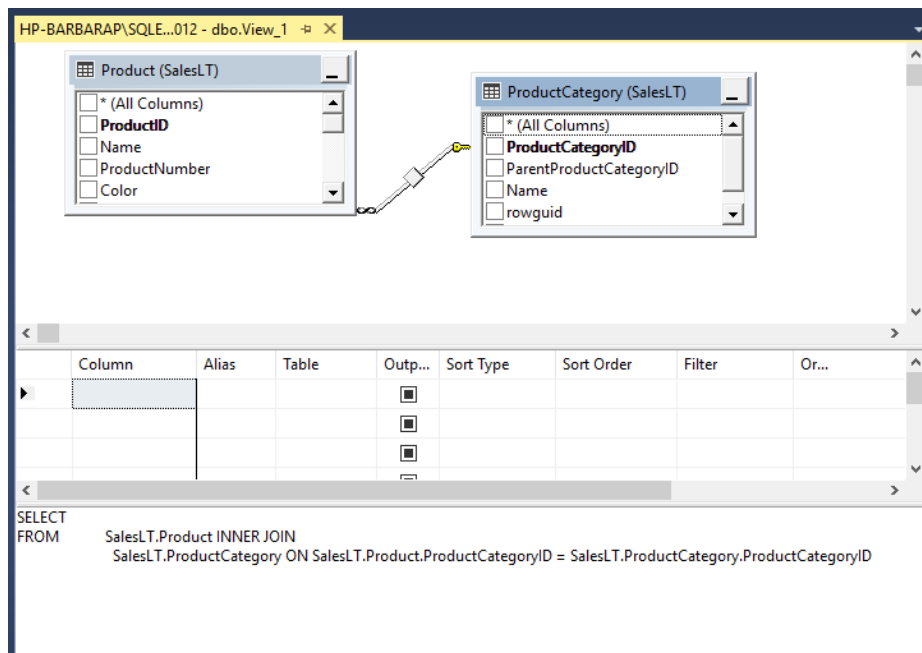 HP-BARBARAP\SQLE...012 - dbo.View_1
Product (SalesLT)
* (All Columns)
ProductID
Name
ProductNumber
Color
ProductCategory (SalesLT)
* (All Columns)
ProductCategoryID
ParentProductCategoryID
Name
rowguid
Column Alias Table Outp... Sort Type Sort Order Filter Or...
SELECT
FROM SalesLT.Product INNER JOIN
SalesLT.ProductCategory ON SalesLT.Product.ProductCategoryID = SalesLT.ProductCategory.ProductCategoryID